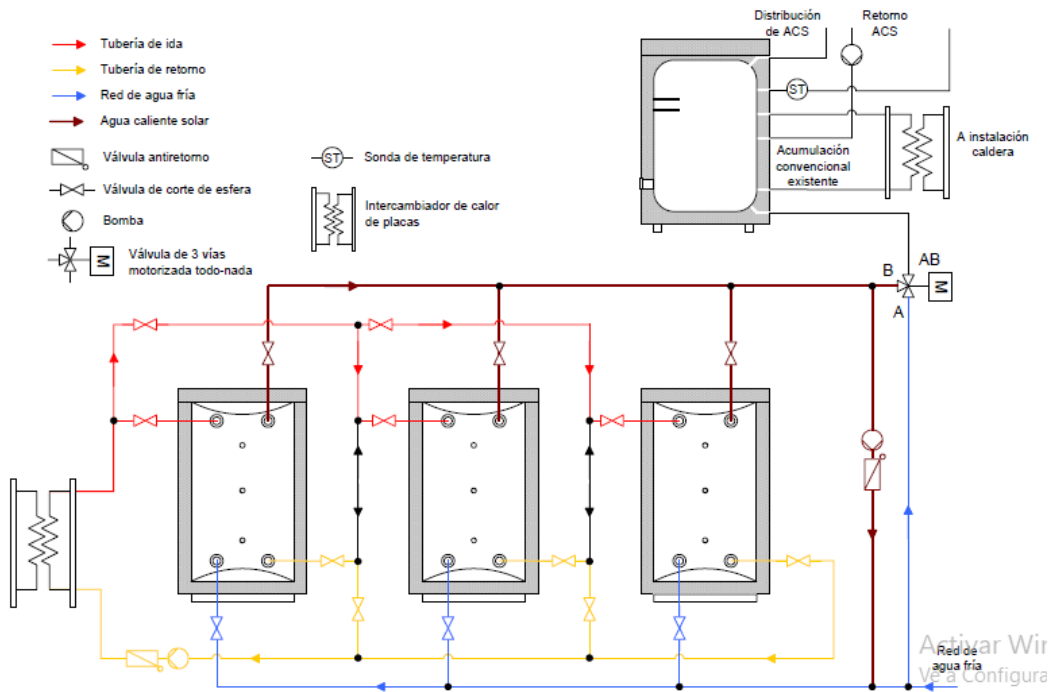 Tubería de ida
Tubería de retorno
Red de agua fría
Agua caliente solar
Válvula antiretorno
Válvula de corte de esfera
Bomba
M
Válvula de 3 vías
motorizada todo-nada
ST
Sonda de temperatura
Intercambiador de calor
de placas
Distribución
de ACS
Retorno
ACS
ST
Acumulación
convencional
existente
A instalación
caldera
B
AB
M
A
Activar Win
Red de
agua fría
Ve a Configura